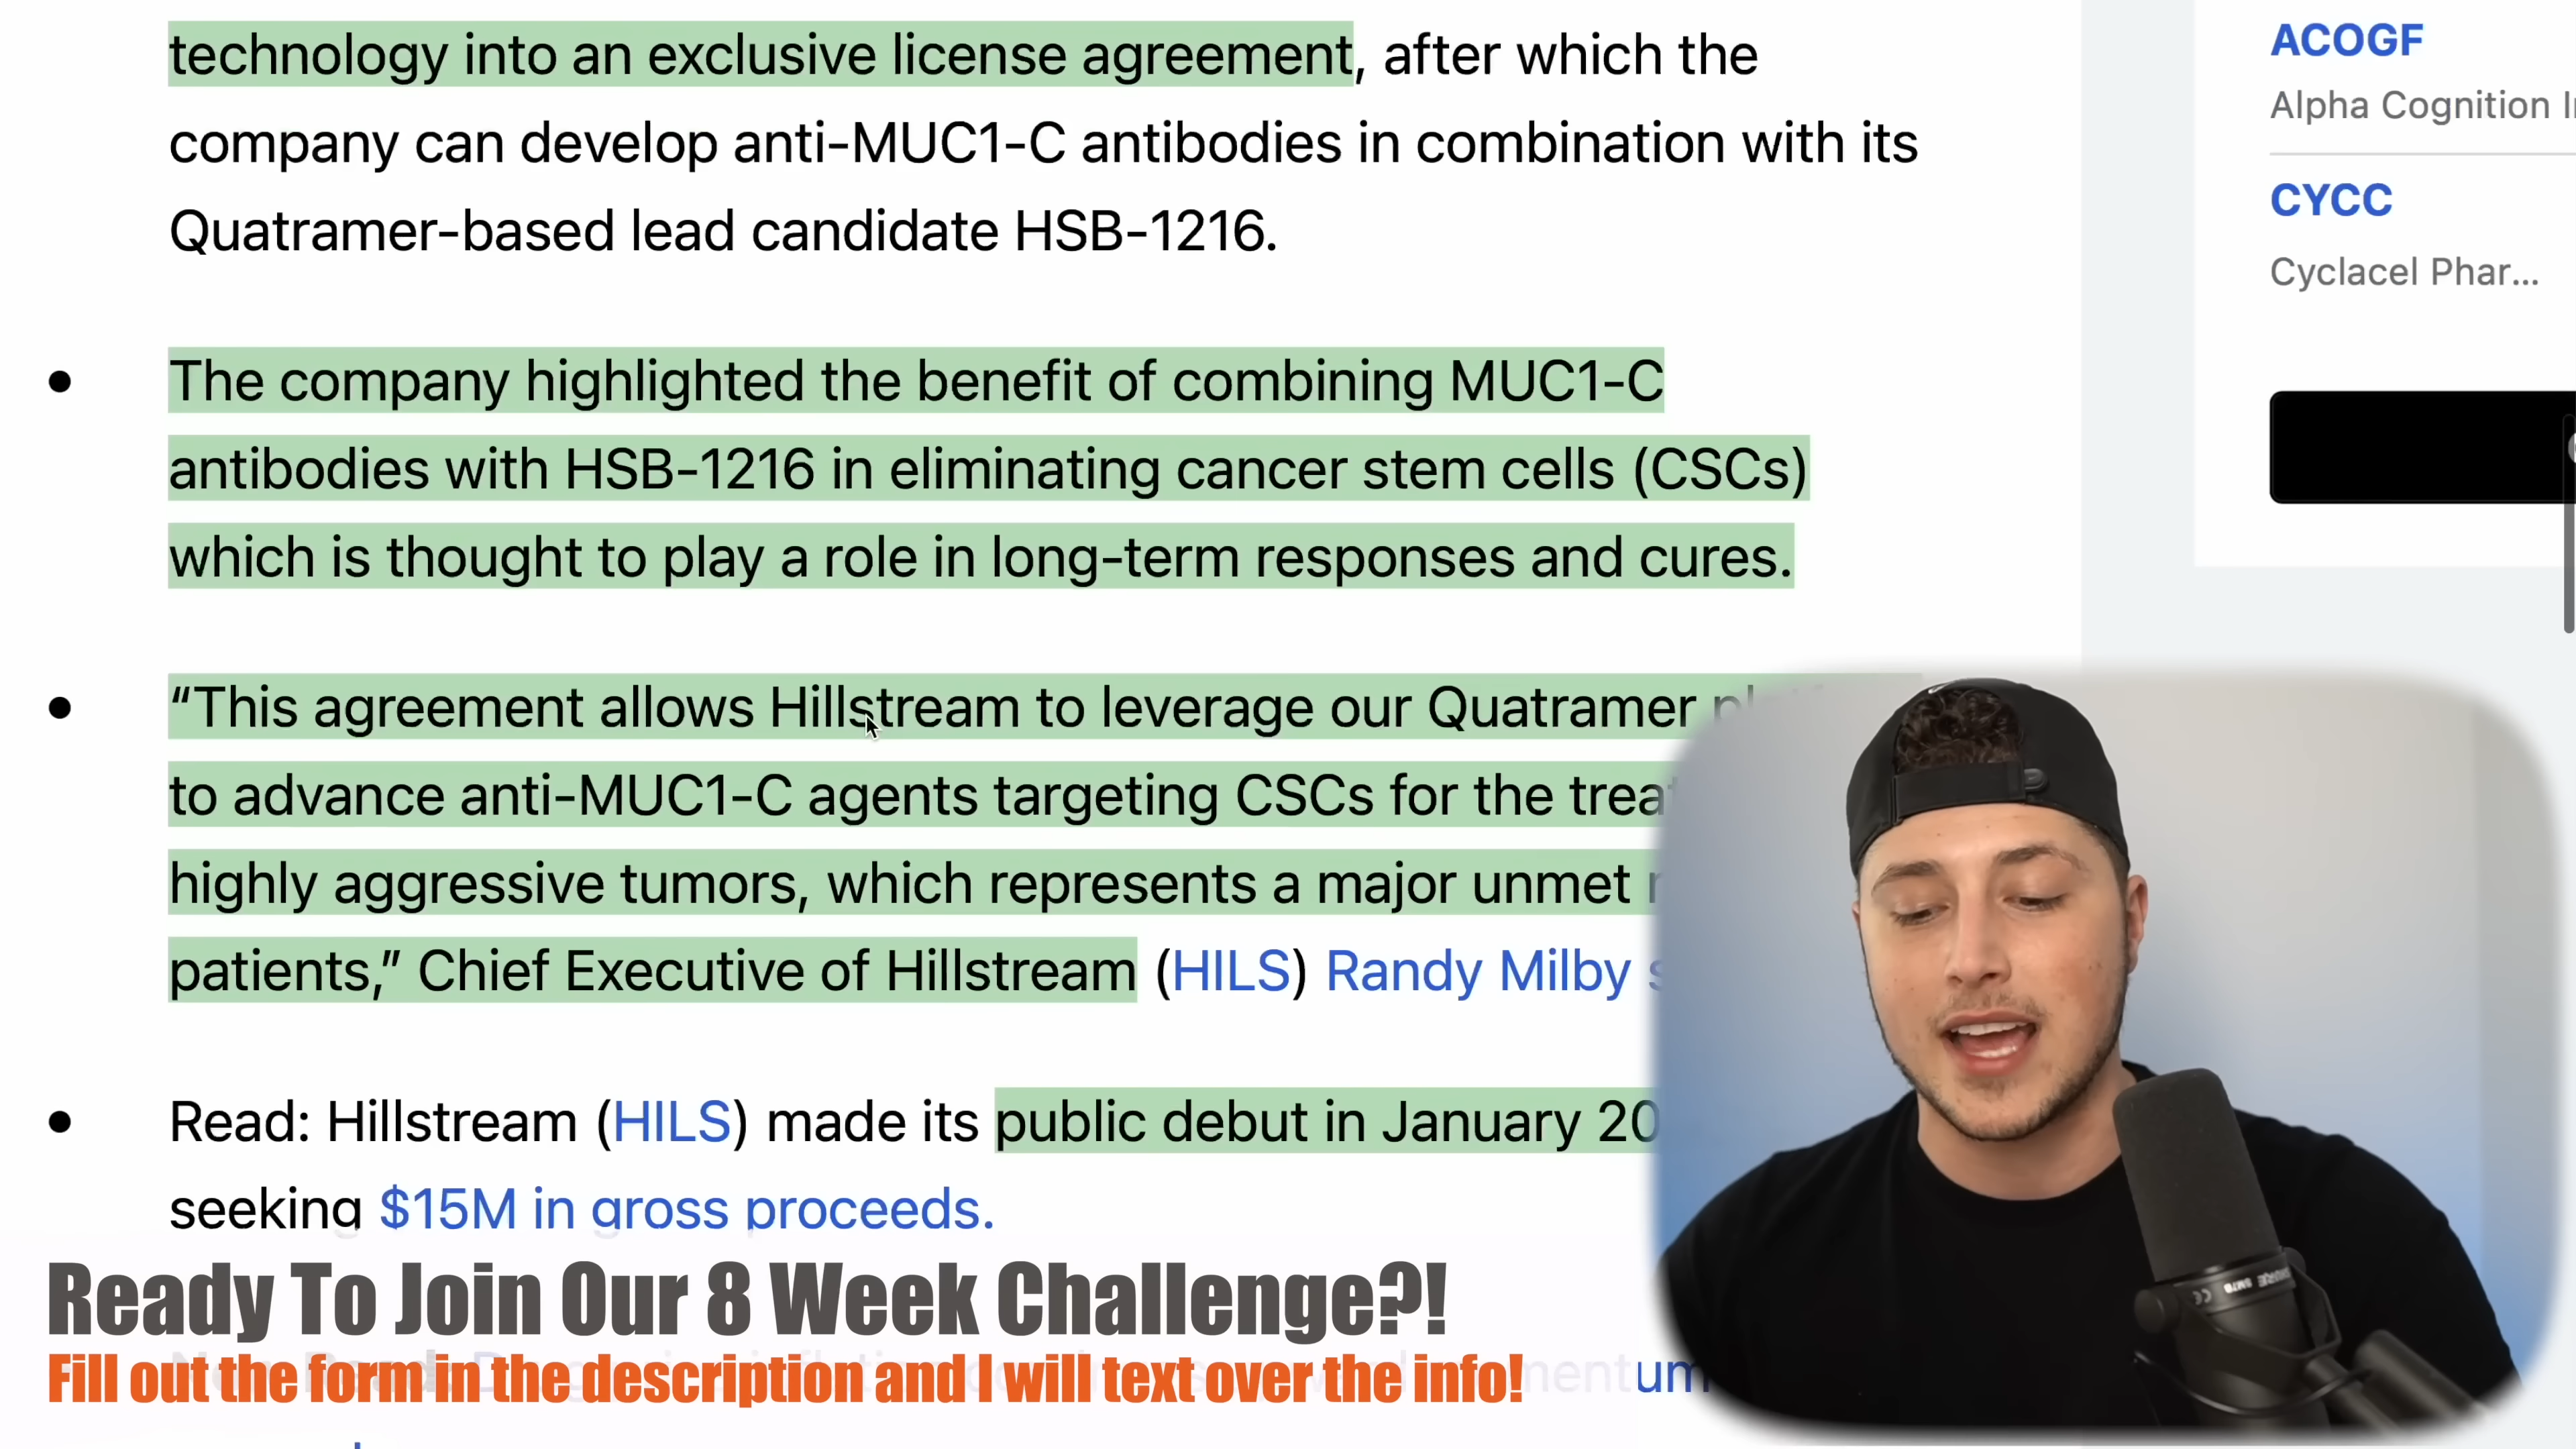 technology into an exclusive license agreement, after which the
company can develop anti-MUC1-C antibodies in combination with its
Quatramer-based lead candidate HSB-1216.
• The company highlighted the benefit of combining MUC1-C
antibodies with HSB-1216 in eliminating cancer stem cells (CSCs)
which is thought to play a role in long-term responses and cures.
• “This agreement allows Hillstream to leverage our Quatramer
to advance anti-MUC1-C agents targeting CSCs for the
highly aggressive tumors, which represents a major unmet
patients,” Chief Executive of Hillstream (HILS) Randy Milby
• Read: Hillstream (HILS) made its public debut in January 20
seeking $15M in gross proceeds.
Ready To Join Our 8 Week Challenge?!
Fill out the form in the description and I will text over the info!
ACOGF
Alpha Cognition
CYCC
Cyclacel Phar...